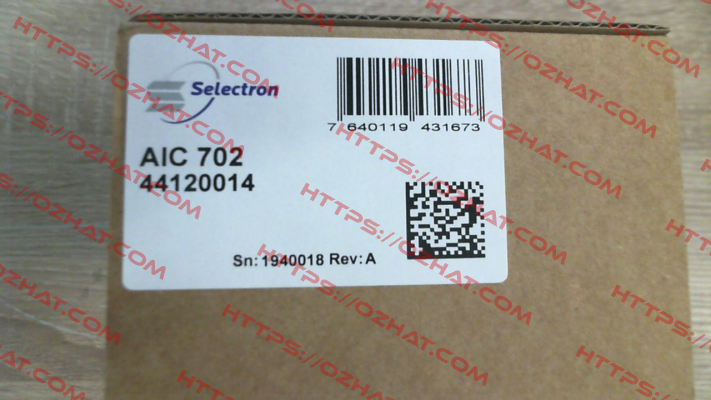 Selectron
7 640119 431673
AIC 702
44120014
Sn: 1940018 Rev: A
HTTPS://OZHAT.COM